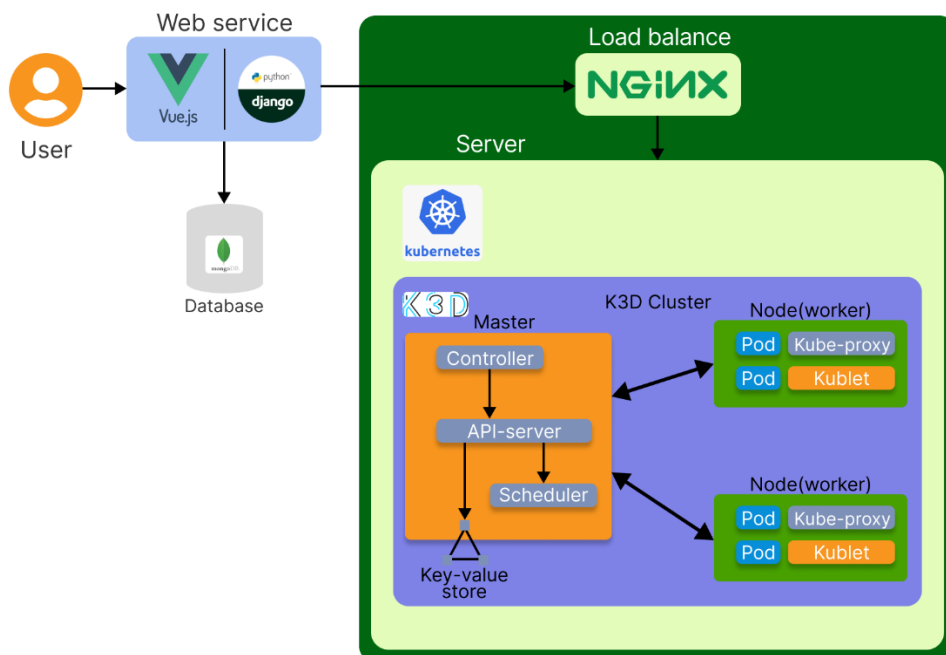 Web service
Vue.js
python
django
User
mongoDB
Database
Load balance
NGINX
Server
kubernetes
K3D
K3D Cluster
Master
Controller
API-server
Scheduler
Key-value
store
Node(worker)
Pod
Kube-proxy
Pod
Kublet
Node(worker)
Pod
Kube-proxy
Pod
Kublet